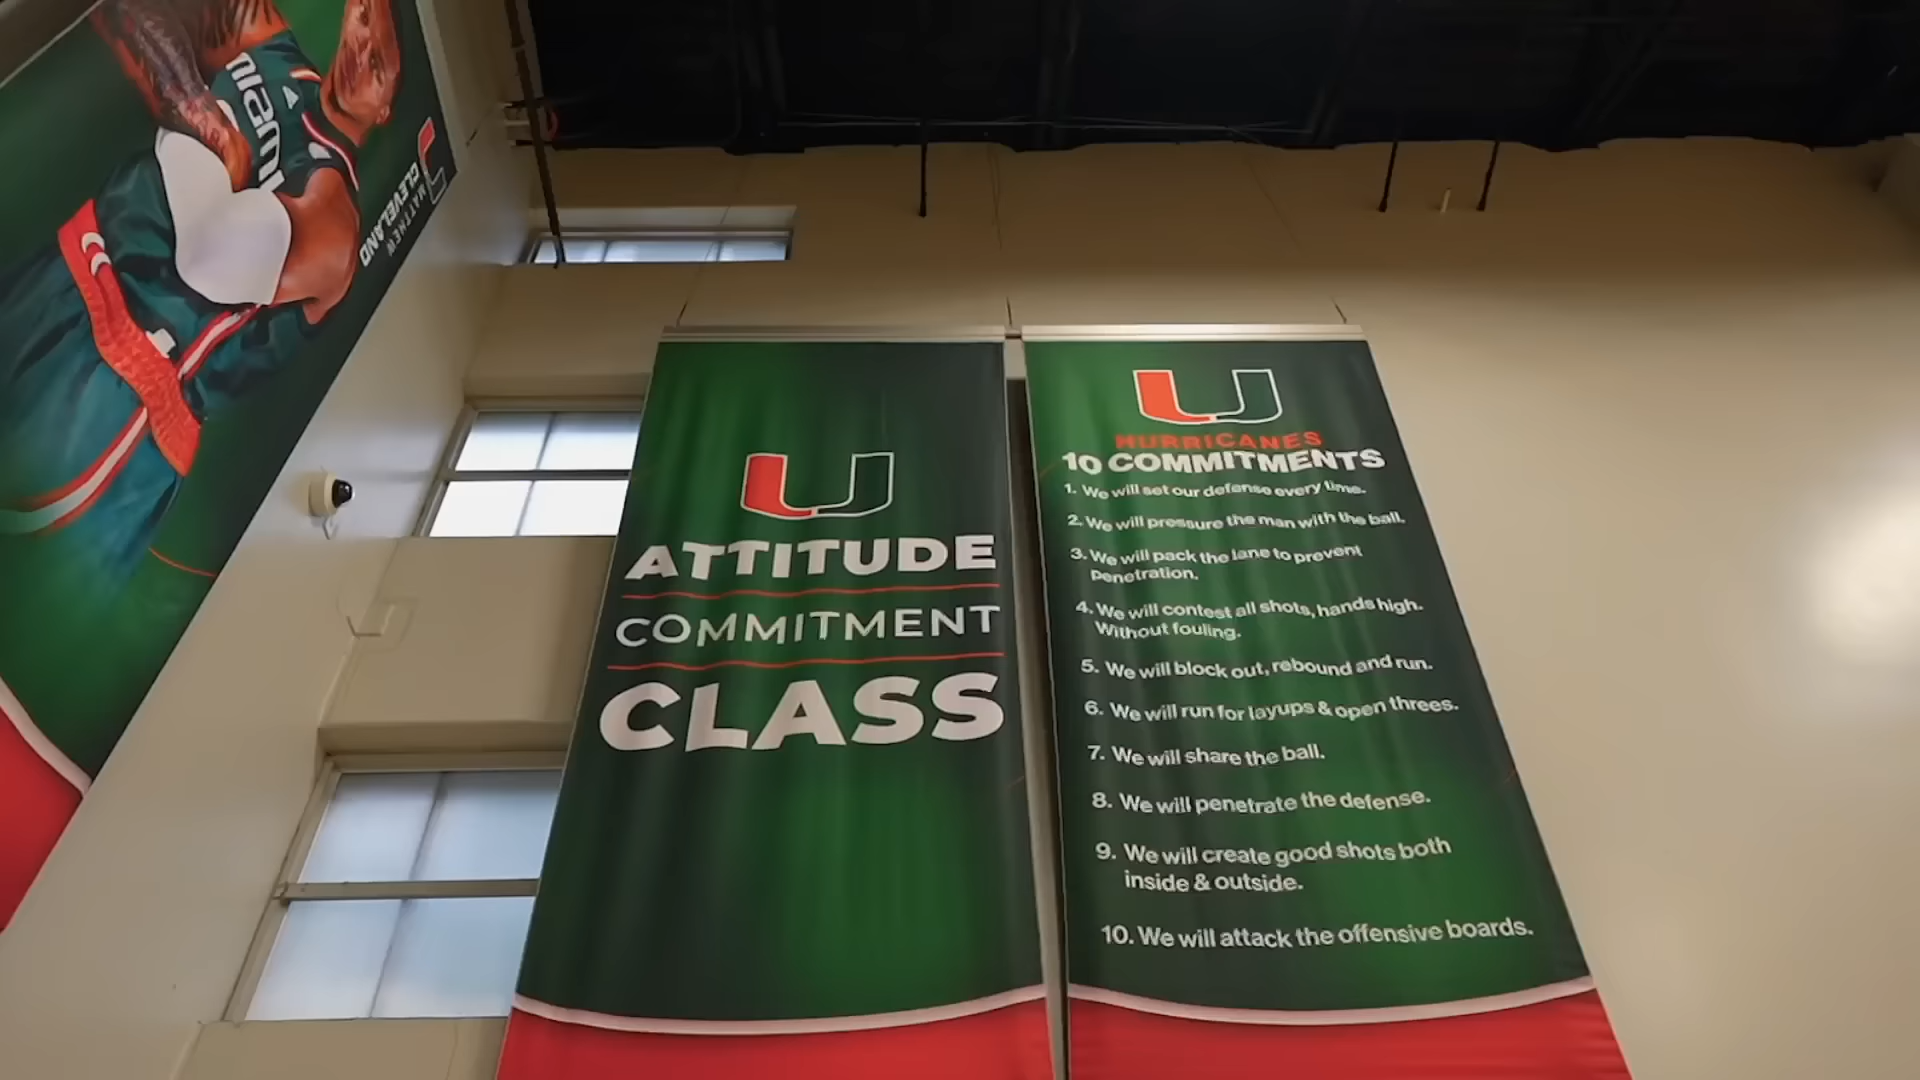 MIAMI
MATTHEW
CLEVELAND
ATTITUDE
COMMITMENT
CLASS
HURRICANES
10 COMMITMENTS
1. We will set our defense every time.
2. We will pressure the man with the ball.
3. We will pack the lane to prevent
penetration.
4. We will contest all shots, hands high.
Without fouling.
5. We will block out, rebound and run.
6. We will run for layups & open threes.
7. We will share the ball.
8. We will penetrate the defense.
9. We will create good shots both
inside & outside.
10. We will attack the offensive boards.